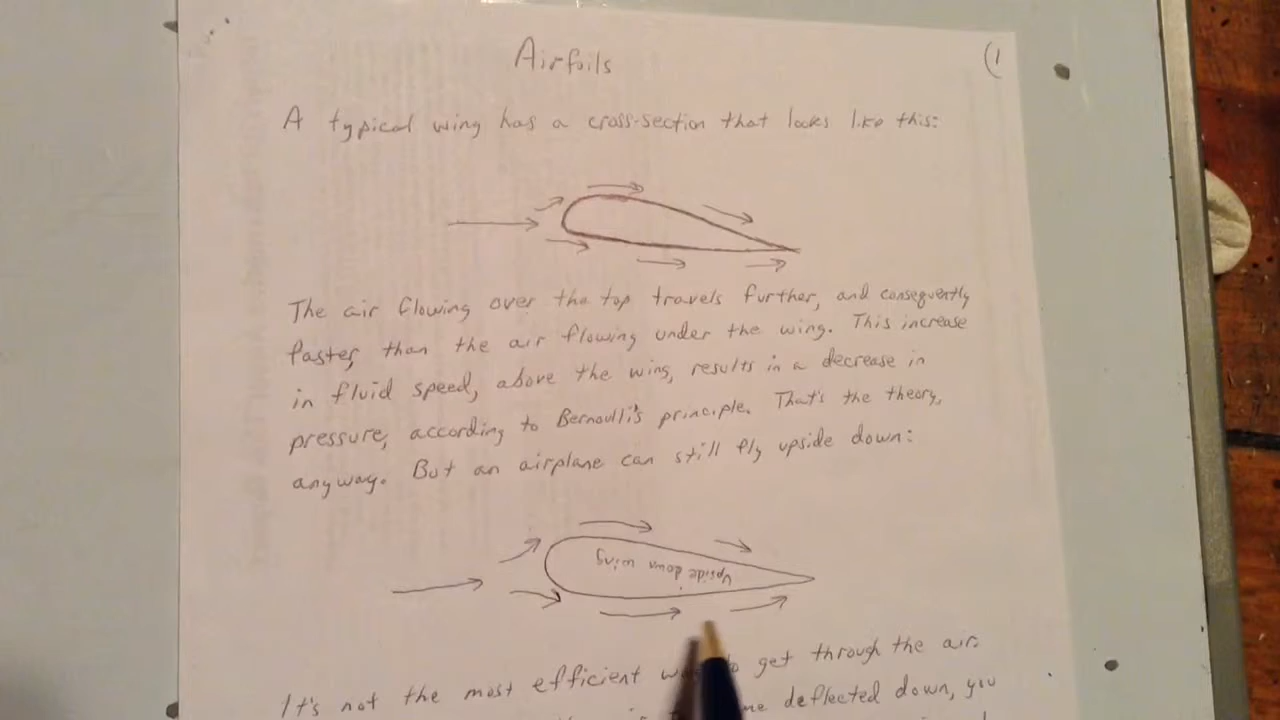 Airfoils
(1
A typical wing has a cross-section that looks like this:
The air flowing over the top travels further, and consequently
faster, than the air flowing under the wing. This increase
in fluid speed, above the wing, results in a decrease in
pressure, according to Bernoulli's principle. That's the theory,
anyway. But an airplane can still fly upside down:
upside down wing
It's not the most efficient to get through the air.
deflected down, you